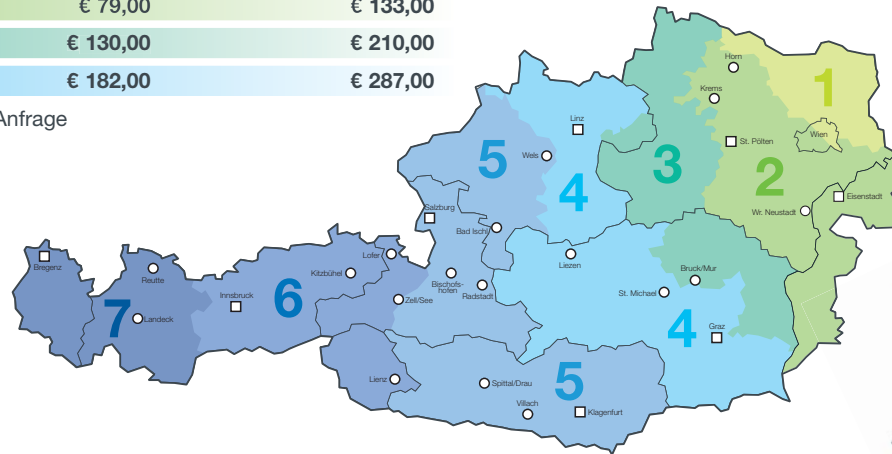 € 79,00 € 133,00
€ 130,00 € 210,00
€ 182,00 € 287,00
Anfrage
Horn
1
Krems
Linz
Wien
St. Pölten
5
Wels
3
2
4
Eisenstadt
Salzburg
Wr. Neustadt
Bad Ischl
Lofer
Bregenz
Liezen
Bruck/Mur
Reutte
Kitzbühel
Bischofs-
hofen
Radstadt
St. Michael
Innsbruck
6
Zell/See
7
Landeck
4
Graz
Lienz
Spittal/Drau
5
Villach
Klagenfurt